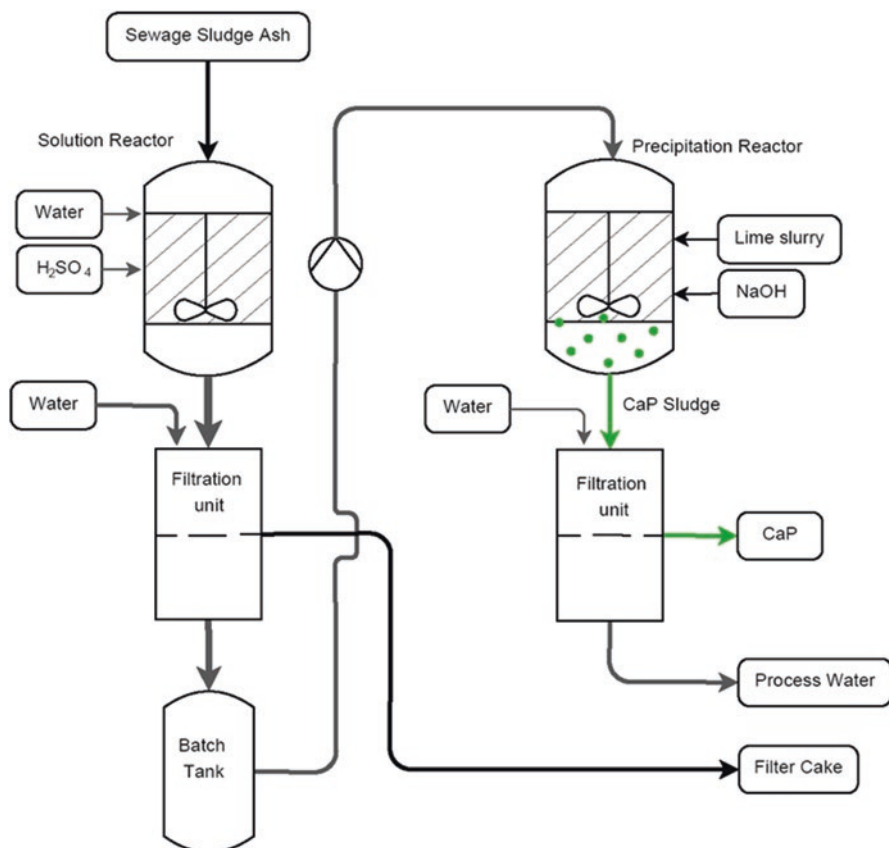 Sewage Sludge Ash
Solution Reactor
Precipitation Reactor
Water
H₂SO₄
Lime slurry
NaOH
Water
Water
CaP Sludge
Filtration
unit
Filtration
unit
CaP
Process Water
Batch
Tank
Filter Cake